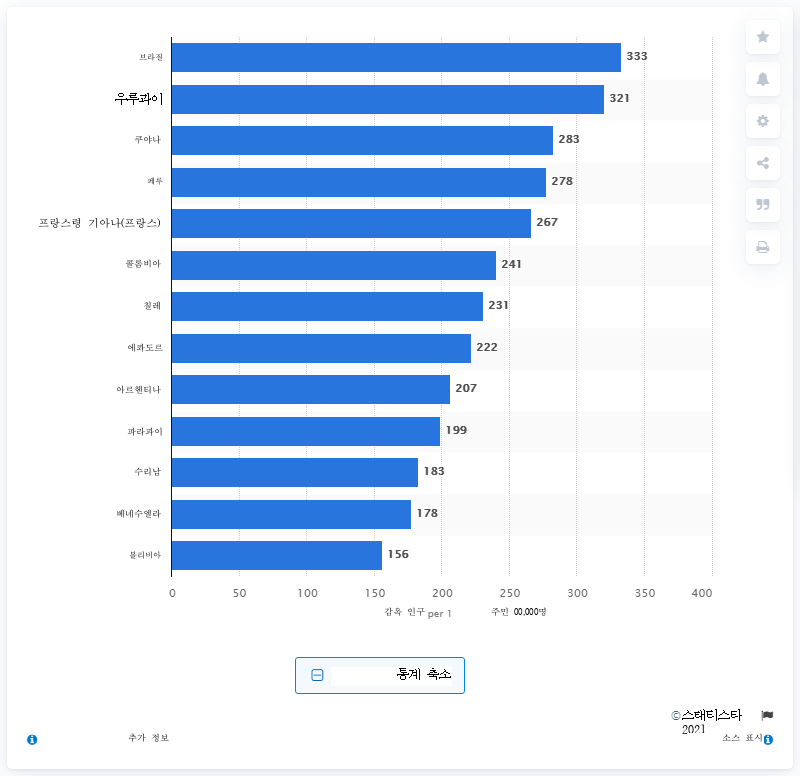 브라질 333
우루과이 321
쿠야나 283
페루 278
프랑스령 기아나(프랑스) 267
콜롬비아 241
칠레 231
에콰도르 222
아르헨티나 207
파라과이 199
수리남 183
베네수엘라 178
볼리비아 156
0 50 100 150 200 250 300 350 400
감옥 인구 per 1 주민 00,000명
통계 축소
©스태티스타
2021
추가 정보 소스 표시